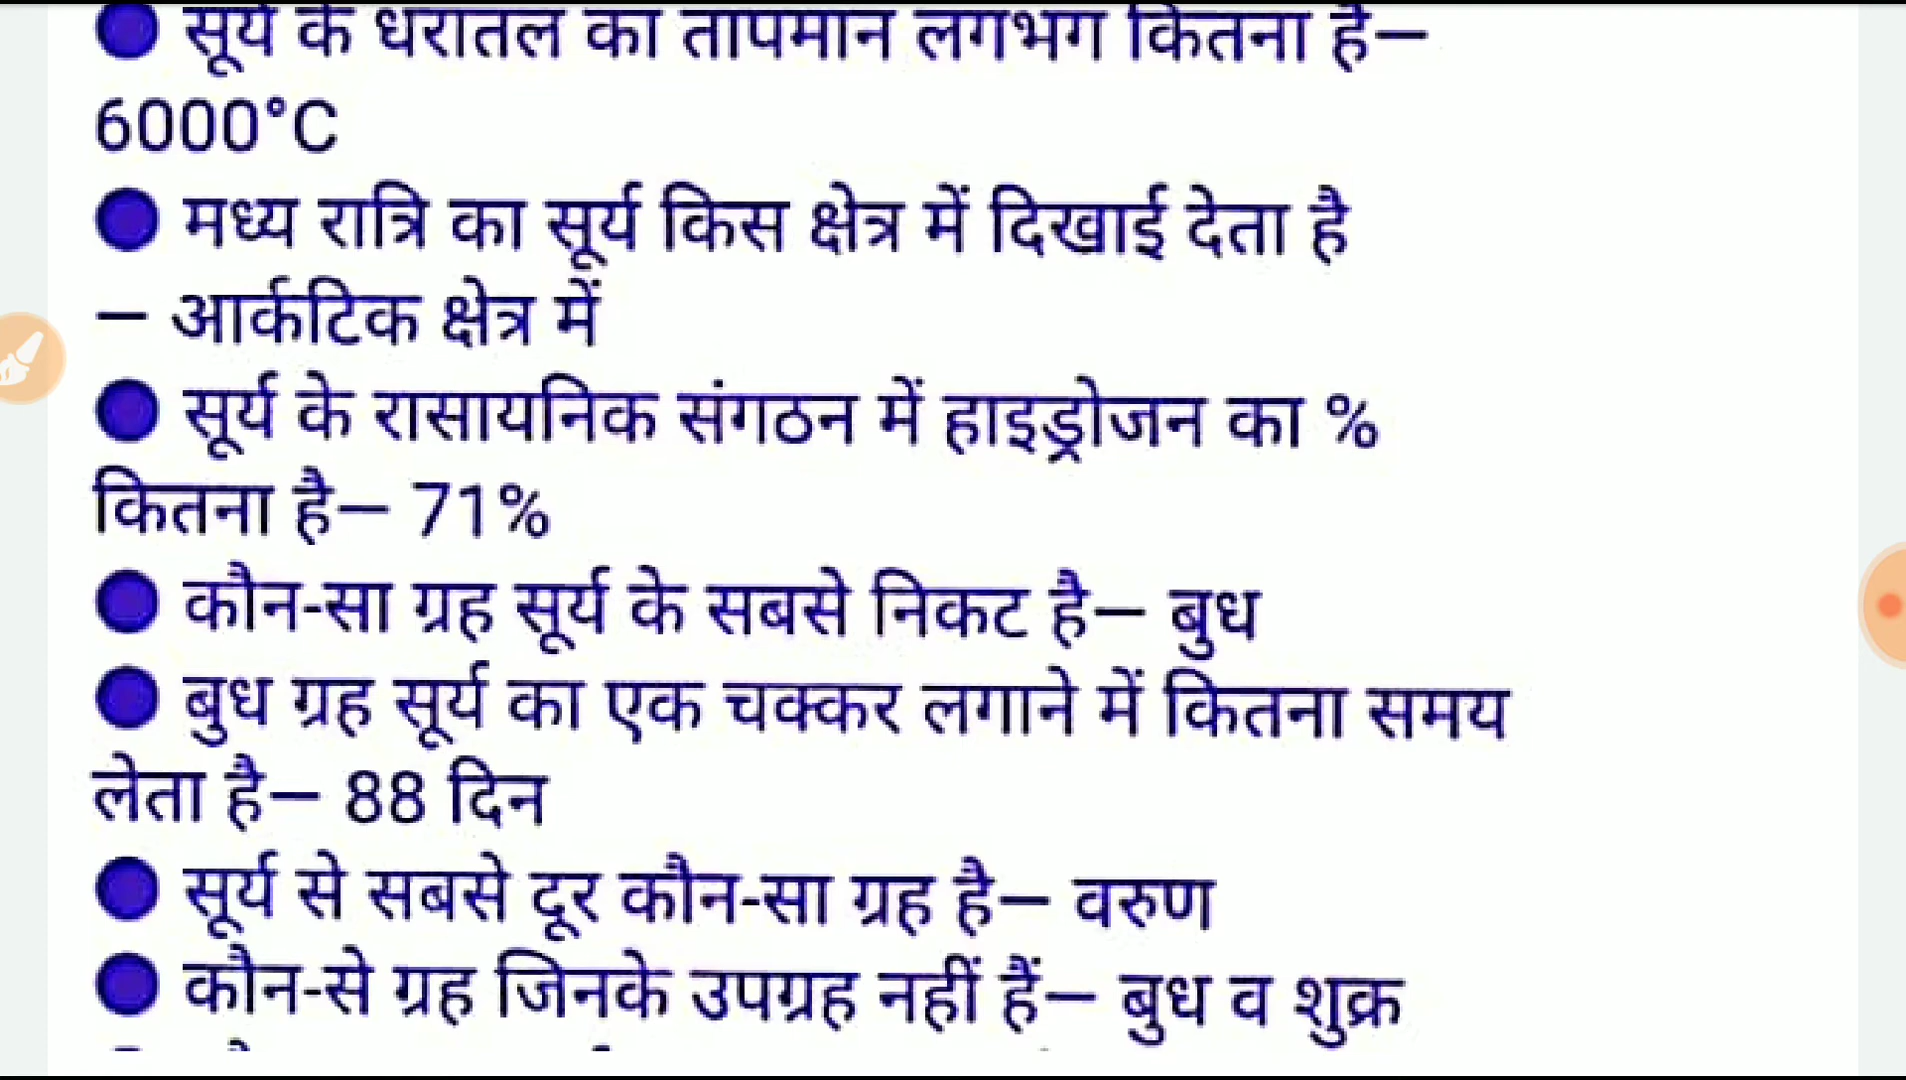 ● सूर्य के धरातल का तापमान लगभग कितना है—
6000°C
● मध्य रात्रि का सूर्य किस क्षेत्र में दिखाई देता है
— आर्कटिक क्षेत्र में
● सूर्य के रासायनिक संगठन में हाइड्रोजन का %
कितना है— 71%
● कौन-सा ग्रह सूर्य के सबसे निकट है— बुध
● बुध ग्रह सूर्य का एक चक्कर लगाने में कितना समय
लेता है— 88 दिन
● सूर्य से सबसे दूर कौन-सा ग्रह है— वरुण
● कौन-से ग्रह जिनके उपग्रह नहीं हैं— बुध व शुक्र